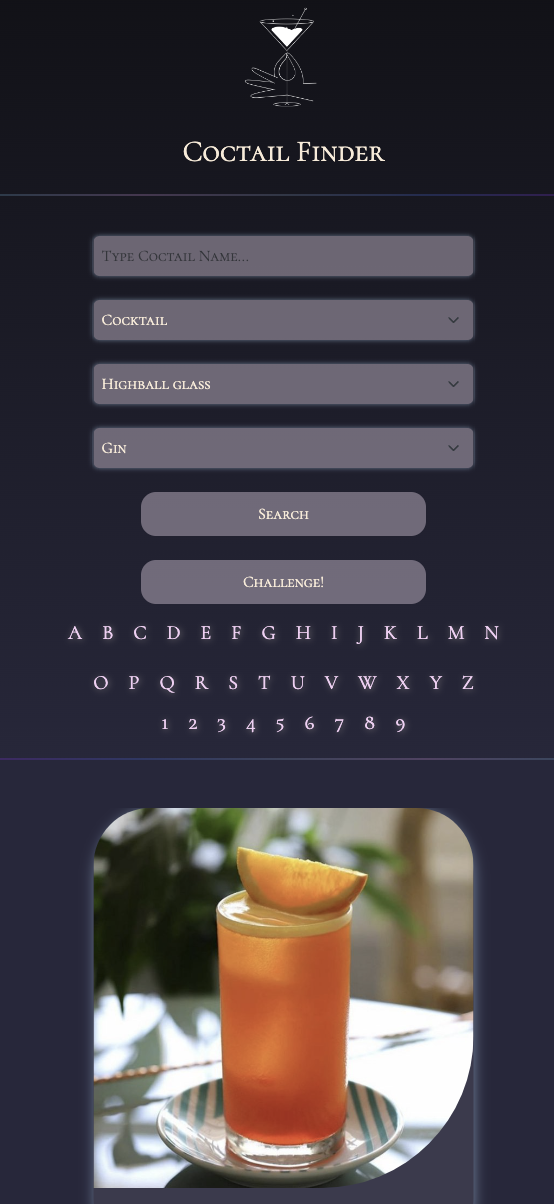 Coctail Finder
Type Coctail Name...
Cocktail
Highball glass
Gin
Search
Challenge!
A B C D E F G H I J K L M N
O P Q R S T U V W X Y Z
1 2 3 4 5 6 7 8 9